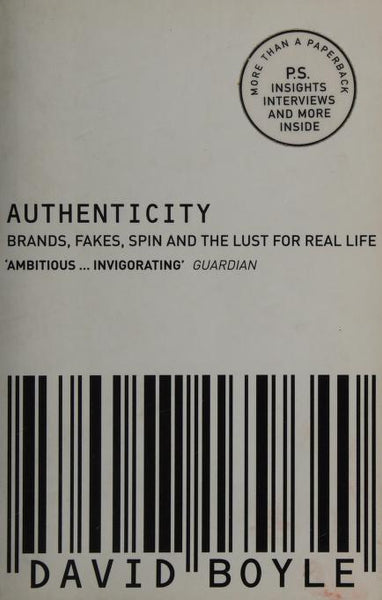 MORE THAN A PAPERBACK
P.S.
INSIGHTS
INTERVIEWS
AND MORE
INSIDE
AUTHENTICITY
BRANDS, FAKES, SPIN AND THE LUST FOR REAL LIFE
'AMBITIOUS ... INVIGORATING' GUARDIAN
DAVID BOYLE